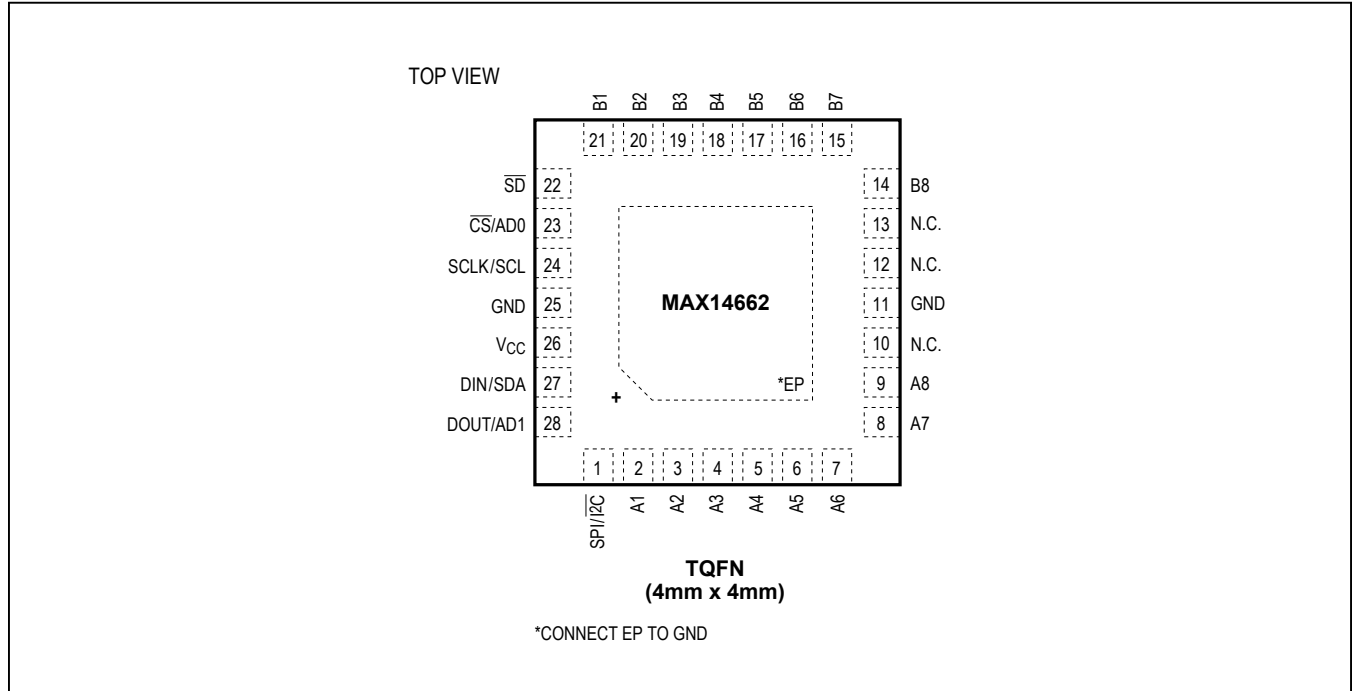 TOP VIEW
B1 B2 B3 B4 B5 B6 B7
21 20 19 18 17 16 15
S̅D̅ 22 14 B8
C̅S̅/AD0 23 13 N.C.
SCLK/SCL 24 12 N.C.
GND 25 MAX14662 11 GND
VCC 26 10 N.C.
DIN/SDA 27 *EP 9 A8
+
DOUT/AD1 28 8 A7
1 2 3 4 5 6 7
SPI/I̅²̅C̅ A1 A2 A3 A4 A5 A6
TQFN
(4mm x 4mm)
*CONNECT EP TO GND